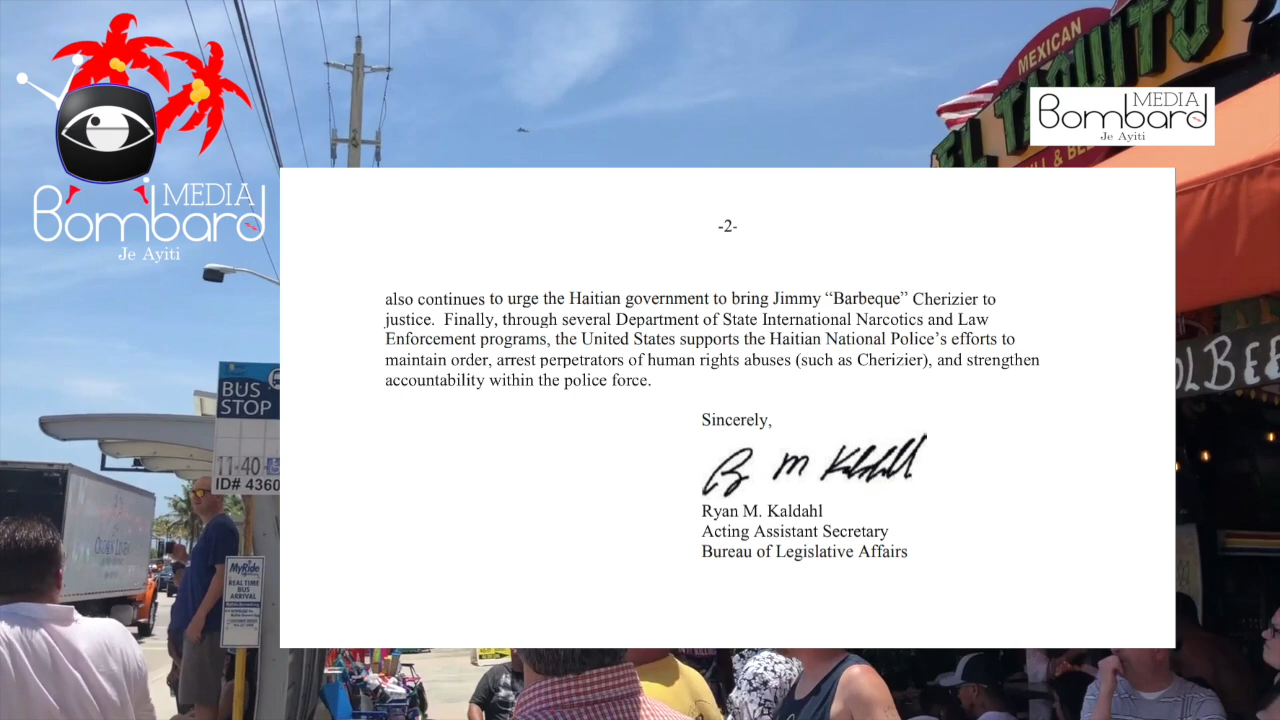 MEDIA
Bombard
Je Ayiti
MEXICAN
EL TAQUITO
MEDIA
Bombard
Je Ayiti
-2-
also continues to urge the Haitian government to bring Jimmy “Barbeque” Cherizier to
justice.  Finally, through several Department of State International Narcotics and Law
Enforcement programs, the United States supports the Haitian National Police’s efforts to
maintain order, arrest perpetrators of human rights abuses (such as Cherizier), and strengthen
accountability within the police force.
Sincerely,
Ryan M. Kaldahl
Acting Assistant Secretary
Bureau of Legislative Affairs
BUS
STOP
11-40
ID# 4360
MyRide
REAL TIME
BUS
ARRIVAL